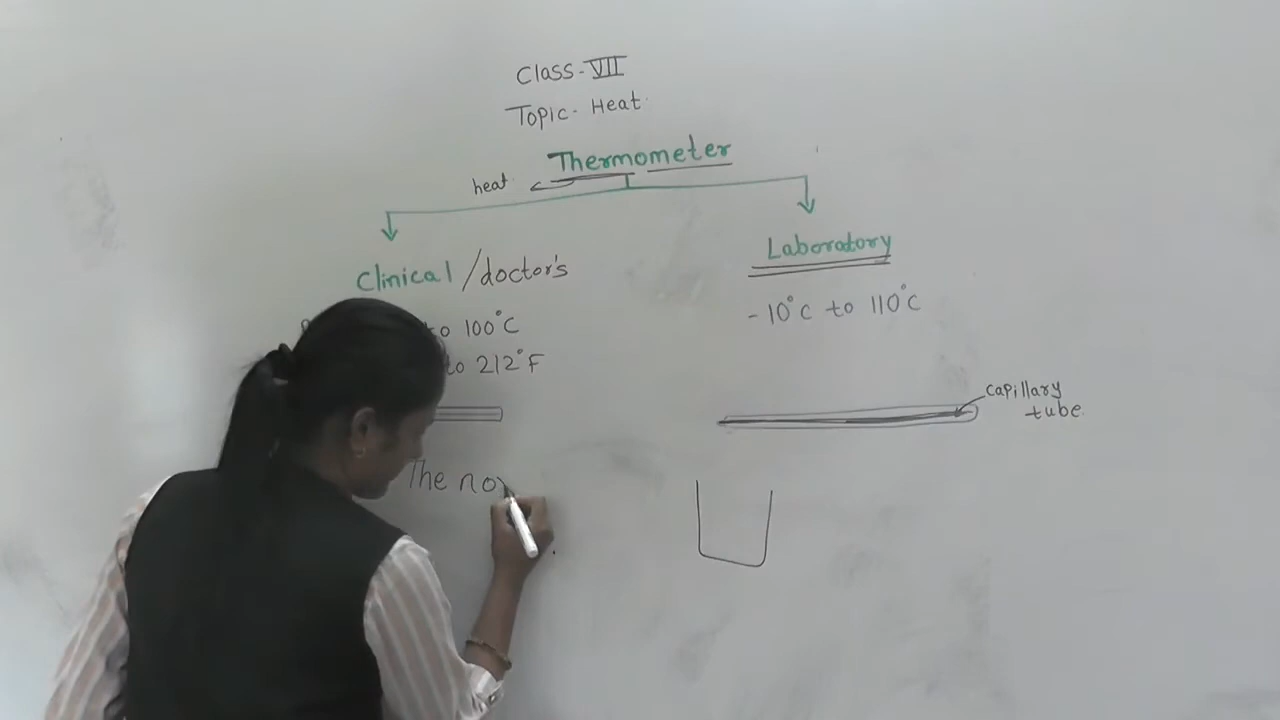 Class - VII
Topic - Heat
Thermometer
heat
Clinical /doctor's
to 100°C
to 212°F
The
Laboratory
-10°C to 110°C
capillary
tube